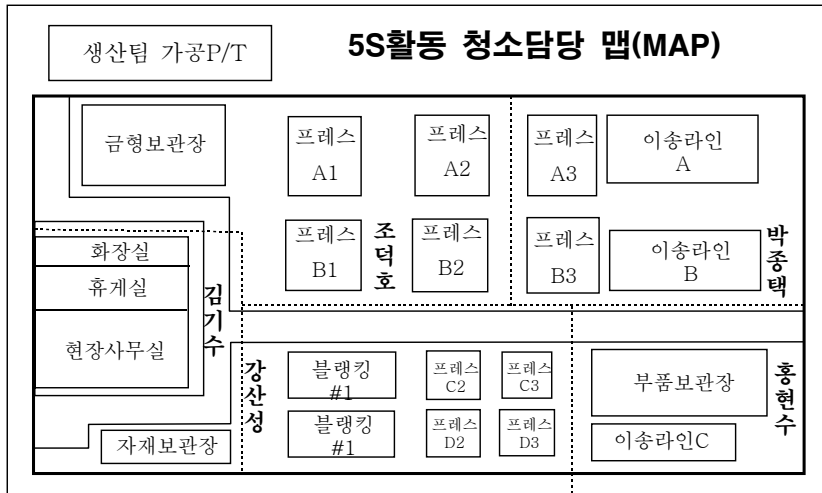 생산팀 가공P/T
5S활동 청소담당 맵(MAP)
금형보관장
프레스
A1
프레스
A2
프레스
A3
이송라인
A
프레스
B1
조덕호
프레스
B2
프레스
B3
이송라인
B
박종택
화장실
휴게실
현장사무실
김기수
강산성
블랭킹
#1
프레스
C2
프레스
C3
부품보관장
홍현수
자재보관장
블랭킹
#1
프레스
D2
프레스
D3
이송라인C